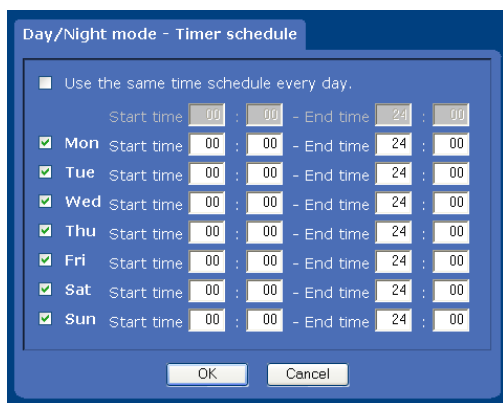 Day/Night mode - Timer schedule
Use the same time schedule every day.
Start time 00 : 00 - End time 24 : 00
Mon Start time 00 : 00 - End time 24 : 00
Tue Start time 00 : 00 - End time 24 : 00
Wed Start time 00 : 00 - End time 24 : 00
Thu Start time 00 : 00 - End time 24 : 00
Fri Start time 00 : 00 - End time 24 : 00
Sat Start time 00 : 00 - End time 24 : 00
Sun Start time 00 : 00 - End time 24 : 00
OK Cancel